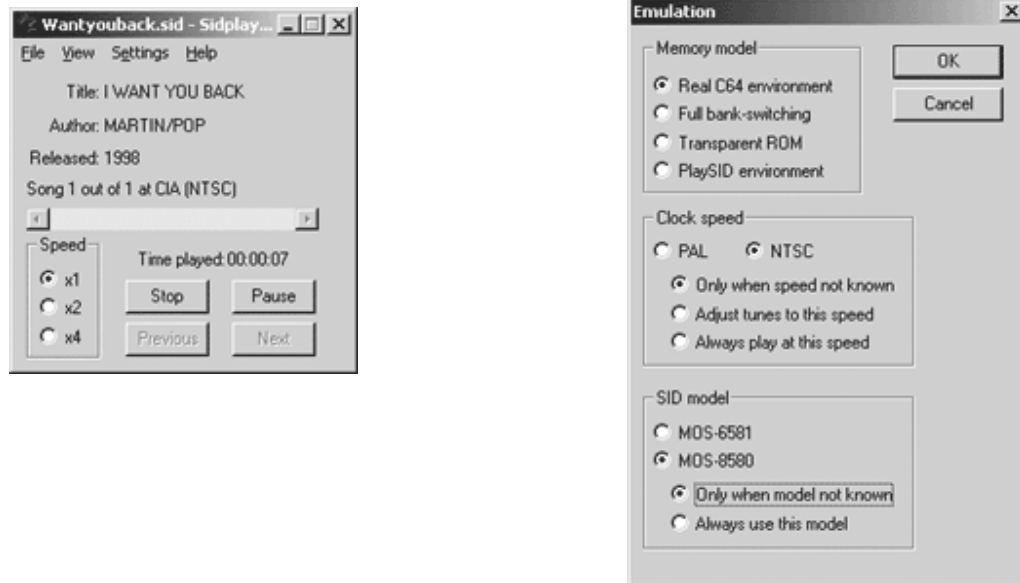 Wantyouback.sid - Sidplay...
File View Settings Help
Title: I WANT YOU BACK
Author: MARTIN/POP
Released: 1998
Song 1 out of 1 at CIA (NTSC)
Speed
Time played: 00:00:07
x1
x2
x4
Stop Pause
Previous Next
Emulation
Memory model
Real C64 environment
Full bank-switching
Transparent ROM
PlaySID environment
OK
Cancel
Clock speed
PAL NTSC
Only when speed not known
Adjust tunes to this speed
Always play at this speed
SID model
MOS-6581
MOS-8580
Only when model not known
Always use this model